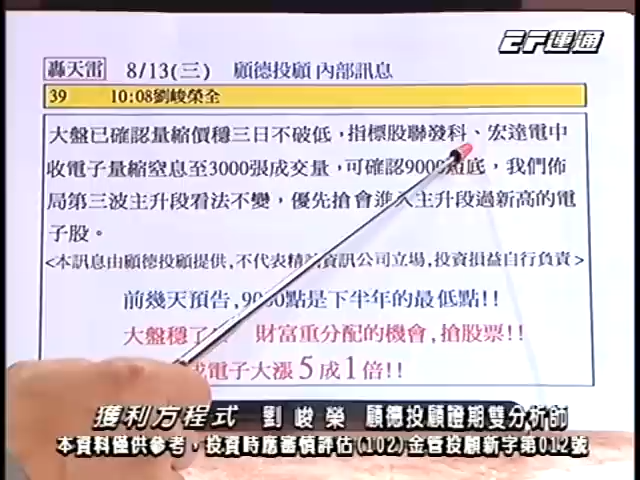 EF運通
轟天雷 8/13(三) 顧德投顧 內部訊息
39 10:08劉峻榮全
大盤已確認量縮價穩三日不破低，指標股聯發科、宏達電中
收電子量縮窒息至3000張成交量，可確認9000短底，我們佈
局第三波主升段看法不變，優先搶會進入主升段過新高的電
子股。
<本訊息由顧德投顧提供,不代表精 資訊公司立場,投資損益自行負責>
前幾天預告,9000點是下半年的最低點!!
大盤穩了 財富重分配的機會,搶股票!!
成電子大漲5成1倍!!
獲利方程式 劉峻榮 顧德投顧證期雙分析師
本資料僅供參考，投資時應審慎評估(102)金管投顧新字第012號